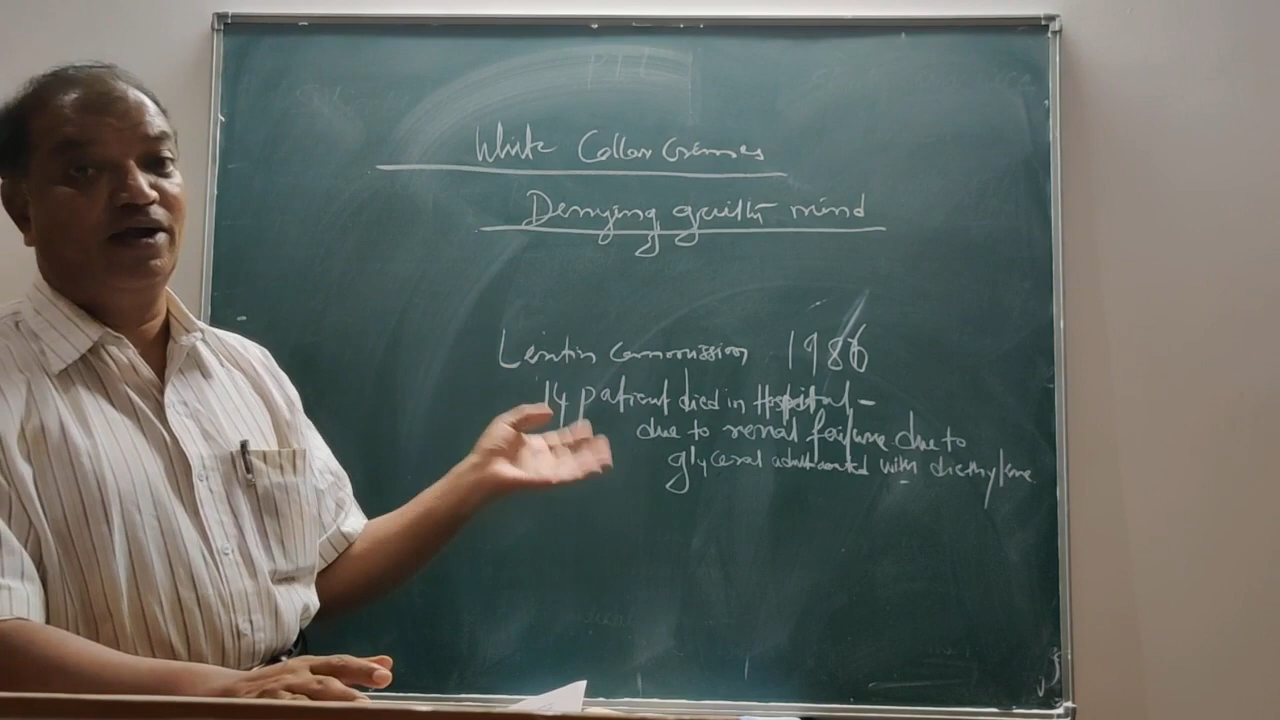 White Collar Crimes
Denying guilty mind
Lentin commission 1986
14 patient died in Hospital -
due to renal failure due to
glycerol adulterated with diethylene